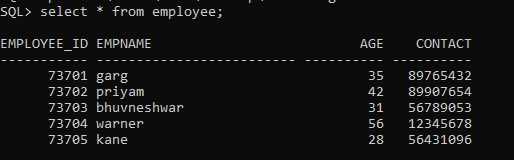 SQL> select * from employee;
EMPLOYEE_ID EMPNAME                          AGE    CONTACT
----------- ------------------------- ---------- ----------
      73701 garg                              35   89765432
      73702 priyam                            42   89907654
      73703 bhuvneshwar                       31   56789053
      73704 warner                            56   12345678
      73705 kane                              28   56431096